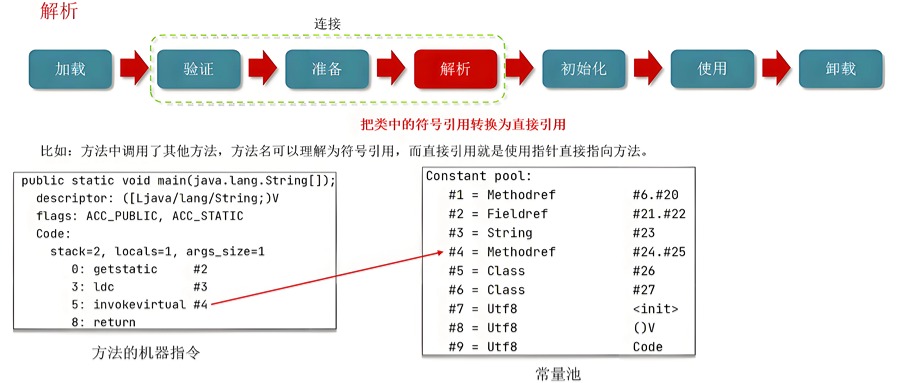 解析
连接
加载 验证 准备 解析 初始化 使用 卸载
把类中的符号引用转换为直接引用
比如：方法中调用了其他方法，方法名可以理解为符号引用，而直接引用就是使用指针直接指向方法。
public static void main(java.lang.String[]);
descriptor: ([Ljava/lang/String;)V
flags: ACC_PUBLIC, ACC_STATIC
Code:
stack=2, locals=1, args_size=1
0: getstatic #2
3: ldc #3
5: invokevirtual #4
8: return
方法的机器指令
Constant pool:
#1 = Methodref #6.#20
#2 = Fieldref #21.#22
#3 = String #23
#4 = Methodref #24.#25
#5 = Class #26
#6 = Class #27
#7 = Utf8 <init>
#8 = Utf8 ()V
#9 = Utf8 Code
常量池